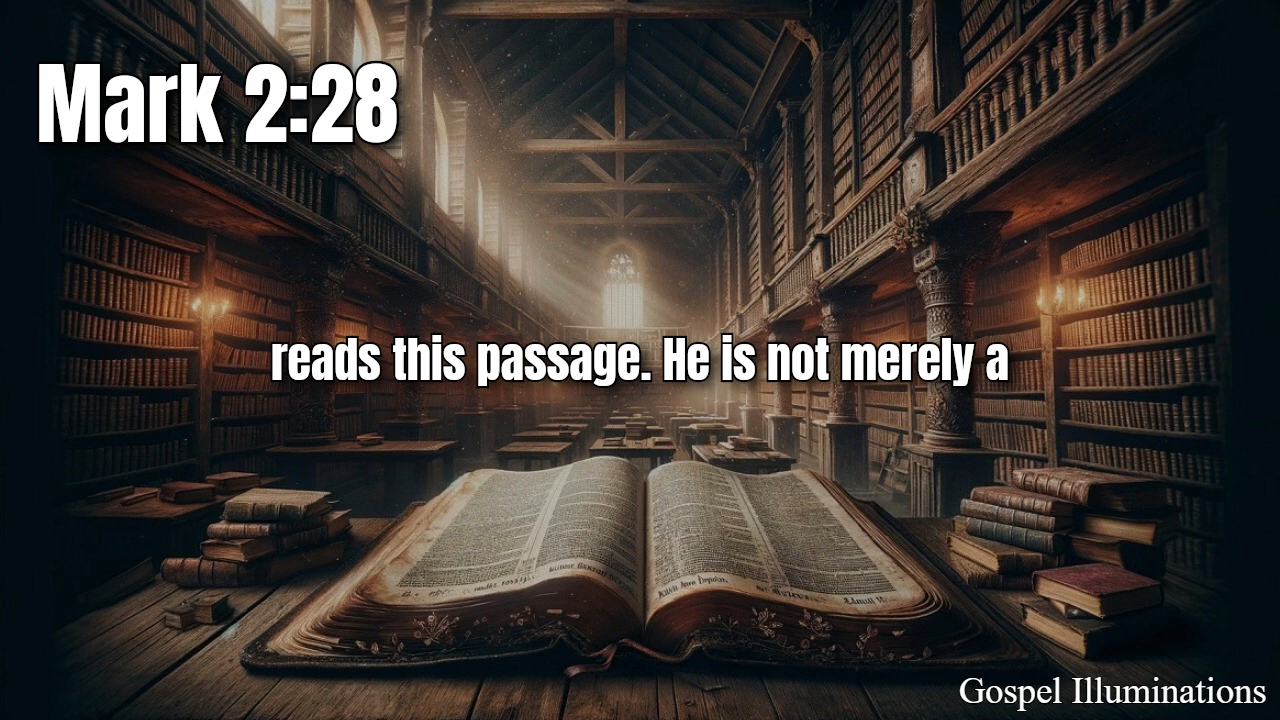 Mark 2:28
reads this passage. He is not merely a
Gospel Illuminations